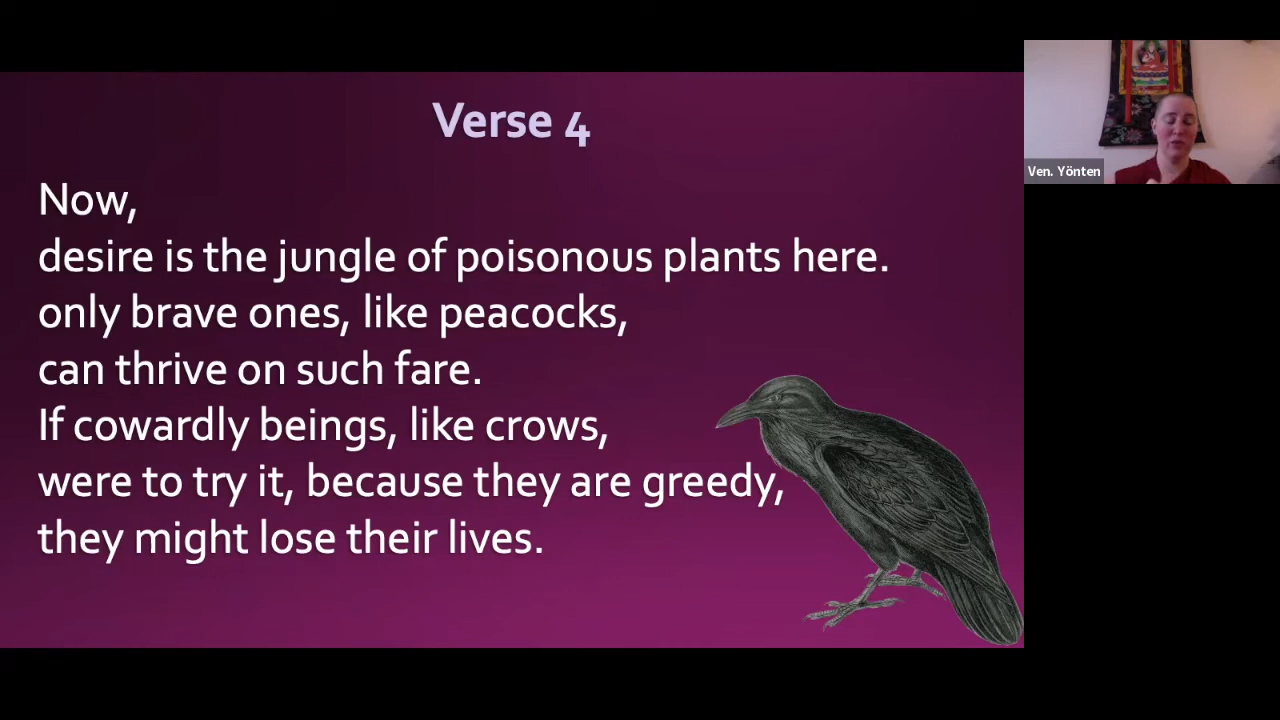 Verse 4
Now,
desire is the jungle of poisonous plants here.
only brave ones, like peacocks,
can thrive on such fare.
If cowardly beings, like crows,
were to try it, because they are greedy,
they might lose their lives.
Ven. Yönten